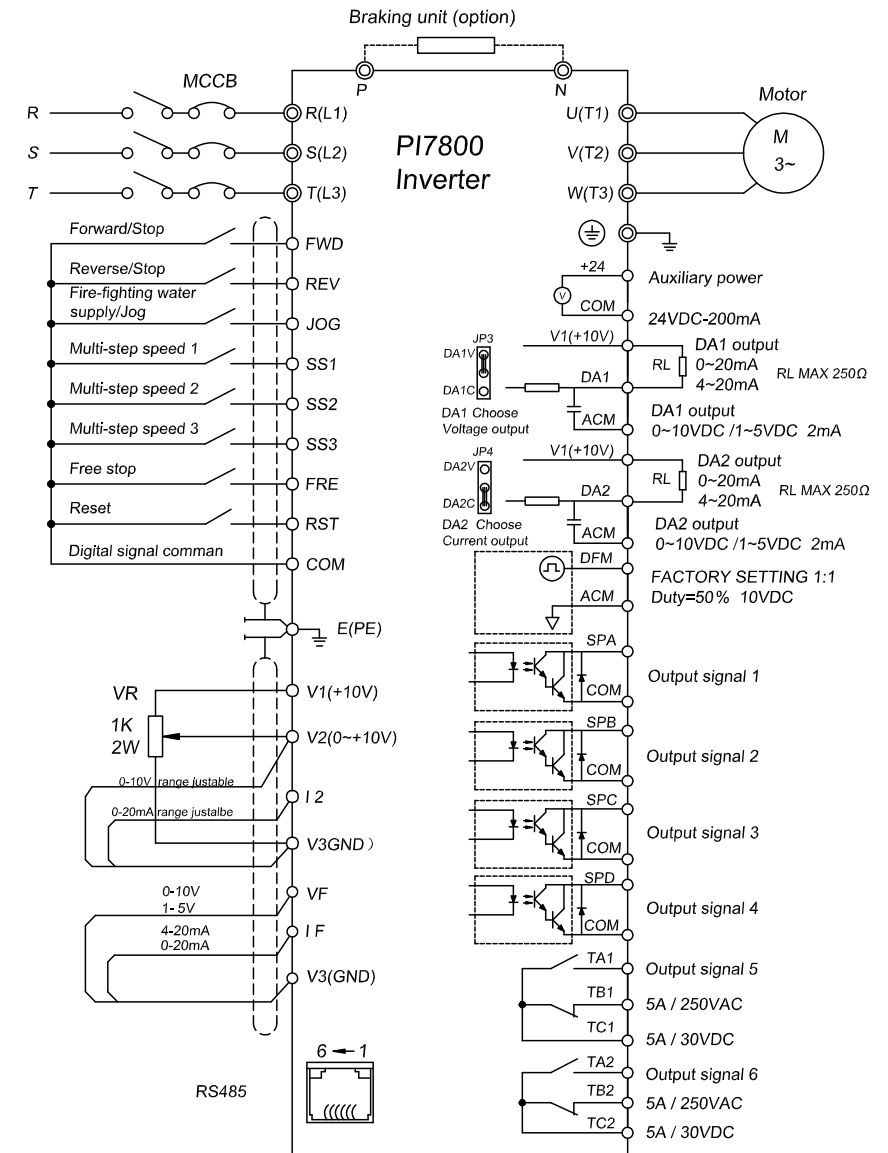 Braking unit (option)
P
N
MCCB
R
R(L1)
S
S(L2)
T
T(L3)
PI7800
Inverter
U(T1)
V(T2)
W(T3)
Motor
M
3~
Forward/Stop
FWD
Reverse/Stop
REV
Fire-fighting water
supply/Jog
JOG
Multi-step speed 1
SS1
Multi-step speed 2
SS2
Multi-step speed 3
SS3
Free stop
FRE
Reset
RST
Digital signal comman
COM
E(PE)
VR
1K
2W
V1(+10V)
V2(0~+10V)
0-10V range justable
I 2
0-20mA range justalbe
V3GND）
0-10V
1- 5V
VF
4-20mA
0-20mA
I F
V3(GND)
RS485
6 1
+24
V
COM
Auxiliary power
24VDC-200mA
JP3
DA1V
DA1C
DA1 Choose
Voltage output
V1(+10V)
DA1
ACM
RL
DA1 output
0~20mA
4~20mA
RL MAX 250Ω
DA1 output
0~10VDC /1~5VDC 2mA
JP4
DA2V
DA2C
DA2 Choose
Current output
V1(+10V)
DA2
ACM
RL
DA2 output
0~20mA
4~20mA
RL MAX 250Ω
DA2 output
0~10VDC /1~5VDC 2mA
DFM
ACM
FACTORY SETTING 1:1
Duty=50% 10VDC
SPA
COM
Output signal 1
SPB
COM
Output signal 2
SPC
COM
Output signal 3
SPD
COM
Output signal 4
TA1
Output signal 5
TB1
5A / 250VAC
TC1
5A / 30VDC
TA2
Output signal 6
TB2
5A / 250VAC
TC2
5A / 30VDC